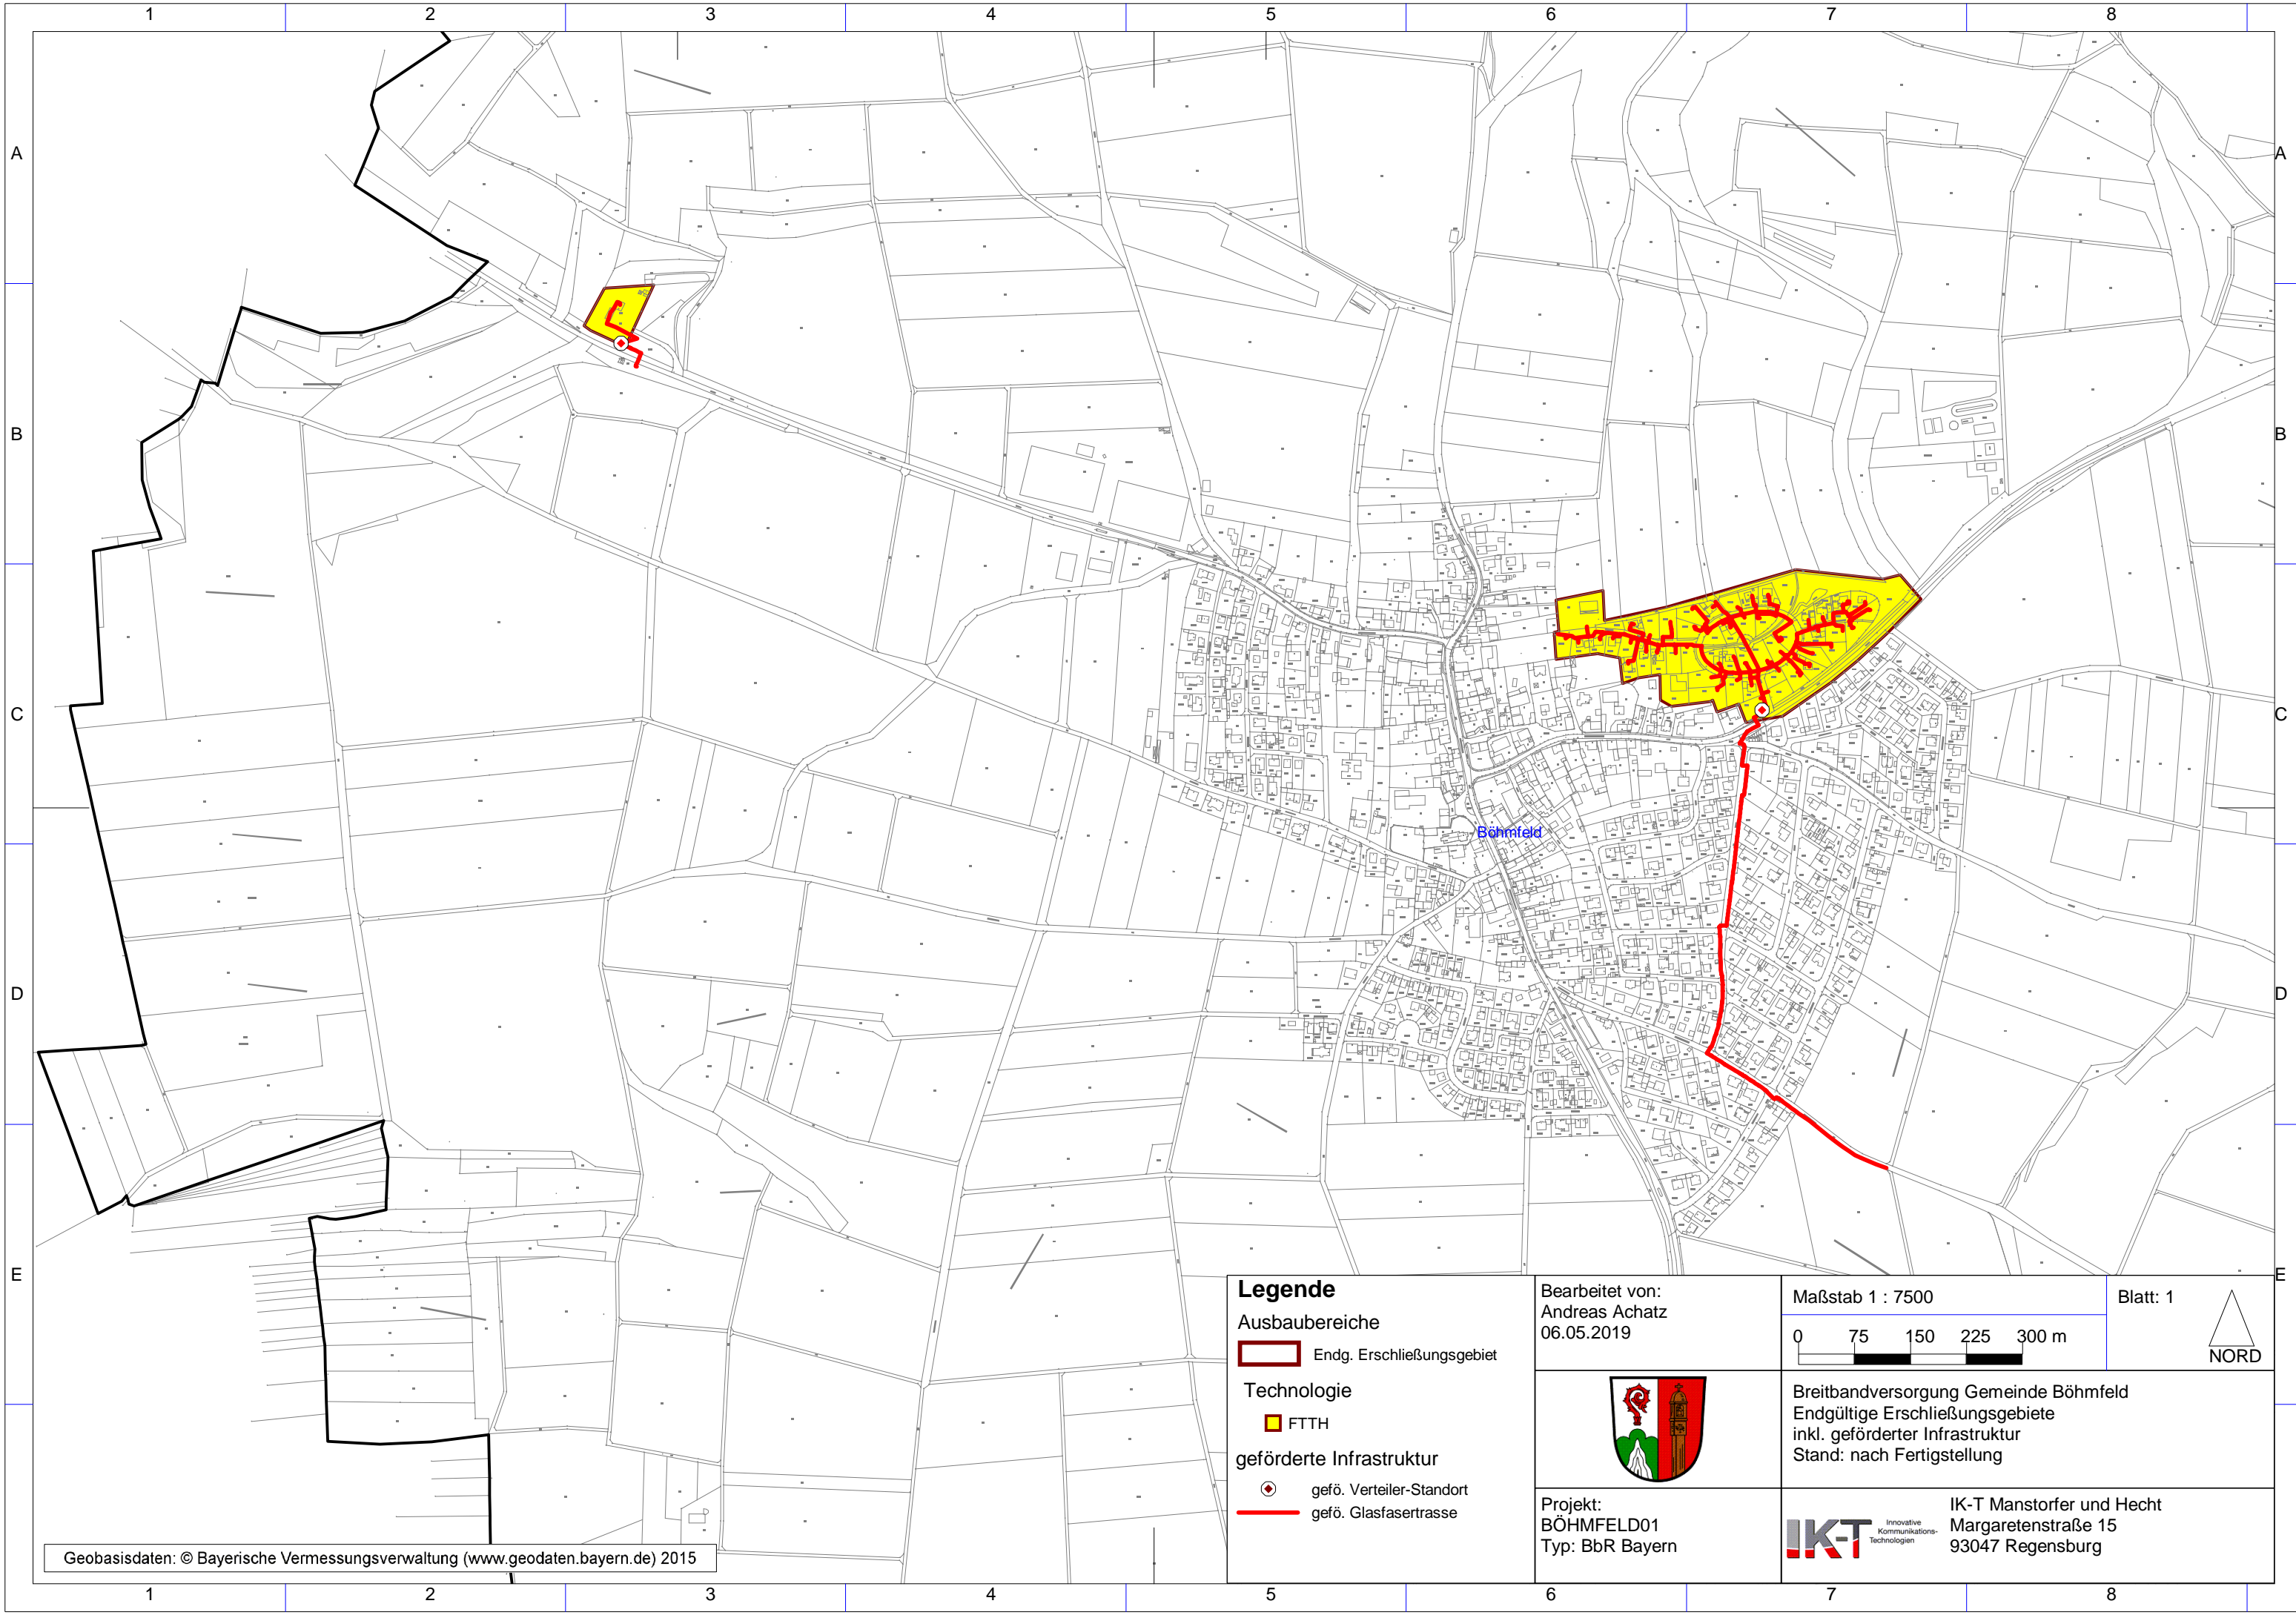 1 2 3 4 5 6 7 8
A A
B B
C C
D D
E E
Böhmfeld
Legende
Ausbaubereiche
Endg. Erschließungsgebiet
Technologie
FTTH
geförderte Infrastruktur
gefö. Verteiler-Standort
gefö. Glasfasertrasse
Bearbeitet von:
Andreas Achatz
06.05.2019
Maßstab 1 : 7500
0 75 150 225 300 m
Blatt: 1
NORD
Breitbandversorgung Gemeinde Böhmfeld
Endgültige Erschließungsgebiete
inkl. geförderter Infrastruktur
Stand: nach Fertigstellung
Projekt:
BÖHMFELD01
Typ: BbR Bayern
IK-T
Innovative
Kommunikations-
Technologien
IK-T Manstorfer und Hecht
Margaretenstraße 15
93047 Regensburg
Geobasisdaten: © Bayerische Vermessungsverwaltung (www.geodaten.bayern.de) 2015
1 2 3 4 5 6 7 8